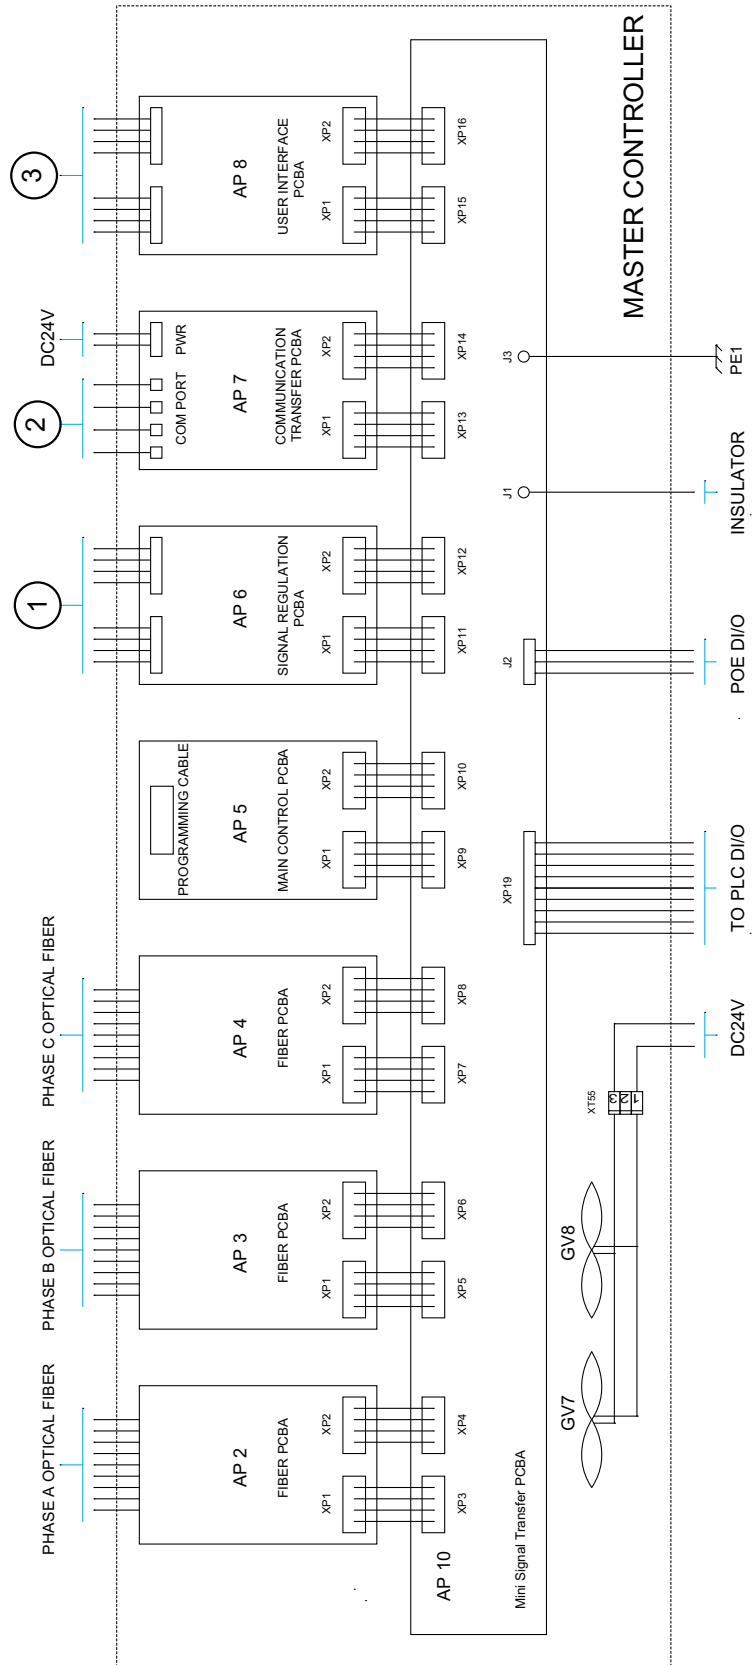 PHASE A OPTICAL FIBER
PHASE B OPTICAL FIBER
PHASE C OPTICAL FIBER
1
2
DC24V
3
AP 2
FIBER PCBA
XP1
XP2
AP 3
FIBER PCBA
XP1
XP2
AP 4
FIBER PCBA
XP1
XP2
PROGRAMMING CABLE
AP 5
MAIN CONTROL PCBA
XP1
XP2
AP 6
SIGNAL REGULATION
PCBA
XP1
XP2
COM PORT
PWR
AP 7
COMMUNICATION
TRANSFER PCBA
XP1
XP2
AP 8
USER INTERFACE
PCBA
XP1
XP2
AP 10
XP3
XP4
XP5
XP6
XP7
XP8
XP9
XP10
XP11
XP12
XP13
XP14
XP15
XP16
Mini Signal Transfer PCBA
XP19
J2
J1
J3
GV7
GV8
XT55
1
2
3
MASTER CONTROLLER
DC24V
TO PLC DI/O
POE DI/O
INSULATOR
PE1